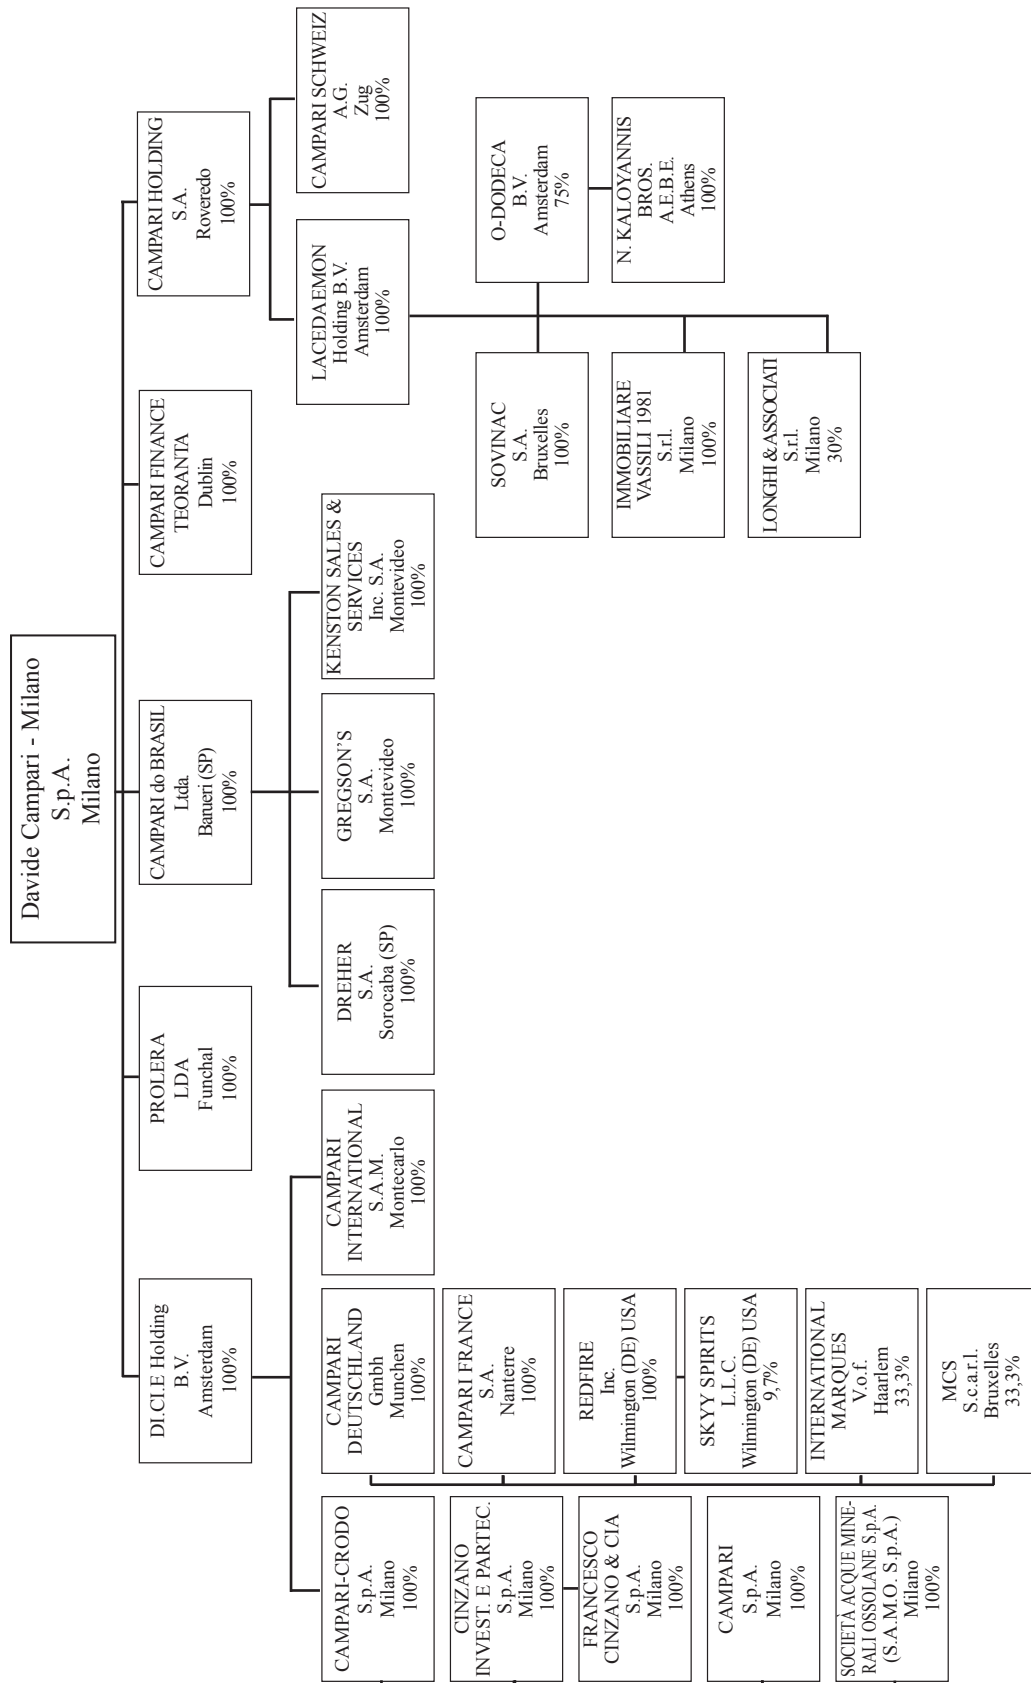 Davide Campari - Milano
S.p.A.
Milano
DI.CI.E Holding
B.V.
Amsterdam
100%
PROLERA
LDA
Funchal
100%
CAMPARI do BRASIL
Ltda.
Barueri (SP)
100%
CAMPARI FINANCE
TEORANTA
Dublin
100%
CAMPARI HOLDING
S.A.
Roveredo
100%
CAMPARI-CRODO
S.p.A.
Milano
100%
CINZANO
INVEST. E PARTEC.
S.p.A.
Milano
100%
FRANCESCO
CINZANO & CIA
S.p.A.
Milano
100%
CAMPARI
S.p.A.
Milano
100%
SOCIETÀ ACQUE MINE-
RALI OSSOLANE S.p.A.
(S.A.M.O. S.p.A.)
Milano
100%
CAMPARI
DEUTSCHLAND
Gmbh
Munchen
100%
CAMPARI FRANCE
S.A.
Nanterre
100%
REDFIRE
Inc.
Wilmington (DE) USA
100%
SKYY SPIRITS
L.L.C.
Wilmington (DE) USA
9,7%
INTERNATIONAL
MARQUES
V.o.f.
Haarlem
33,3%
MCS
S.c.a.r.l.
Bruxelles
33,3%
CAMPARI
INTERNATIONAL
S.A.M.
Montecarlo
100%
DREHER
S.A.
Sorocaba (SP)
100%
GREGSON'S
S.A.
Montevideo
100%
KENSTON SALES &
SERVICES
Inc. S.A.
Montevideo
100%
LACEDAEMON
Holding B.V.
Amsterdam
100%
CAMPARI SCHWEIZ
A.G.
Zug
100%
SOVINAC
S.A.
Bruxelles
100%
IMMOBILIARE
VASSILI 1981
S.r.l.
Milano
100%
LONGHI & ASSOCIATI
S.r.l.
Milano
30%
O-DODECA
B.V.
Amsterdam
75%
N. KALOYANNIS
BROS.
A.E.B.E.
Athens
100%